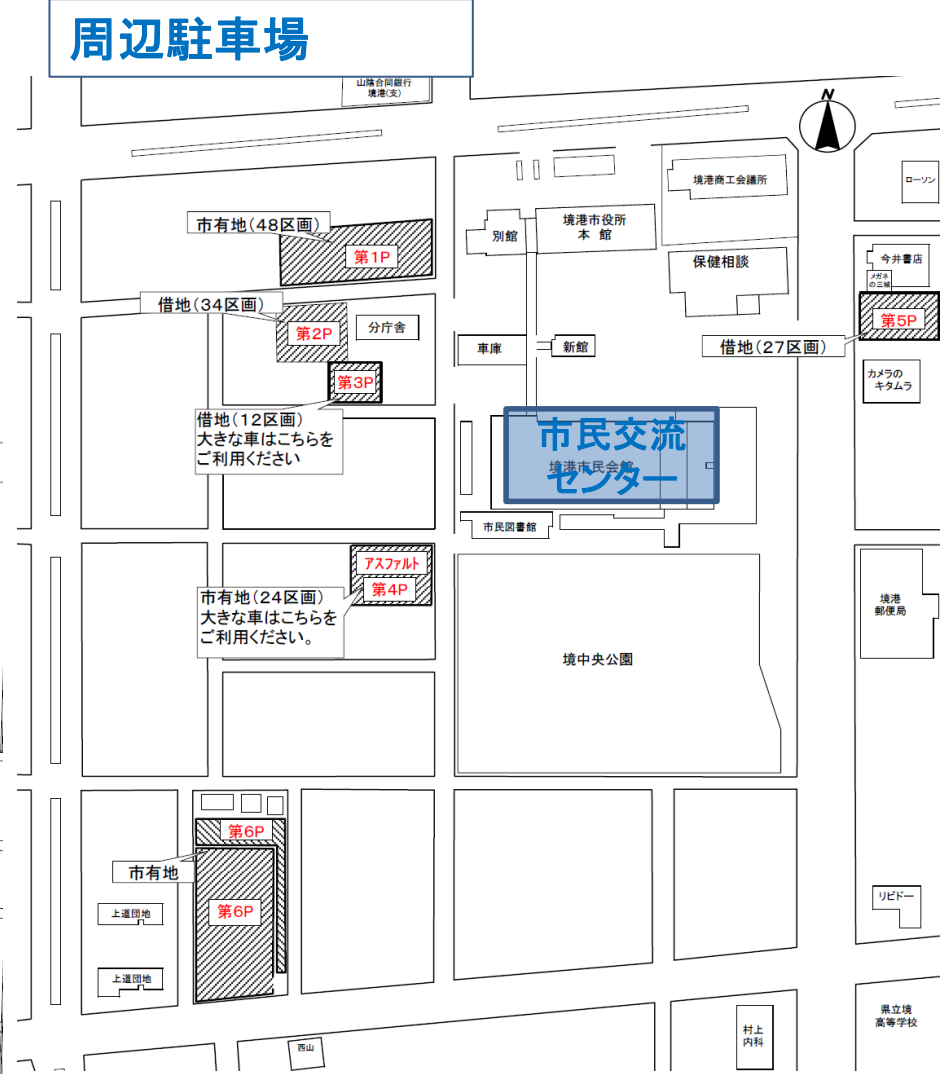 周辺駐車場
山陰合同銀行
境港(支)
N
境港商工会議所
ローソン
市有地(48区画)
境港市役所
本 館
別館
第1P
保健相談
今井書店
メガネ
の三城
借地(34区画)
第2P
分庁舎
第5P
車庫
新館
借地(27区画)
第3P
カメラの
キタムラ
借地(12区画)
大きな車はこちらを
ご利用ください
市民交流
センター
境港市民会館
市民図書館
アスファルト
第4P
市有地(24区画)
大きな車はこちらを
ご利用ください。
境港
郵便局
境中央公園
第6P
市有地
第6P
上道団地
リビドー
上道団地
県立境
高等学校
村上
内科
西山